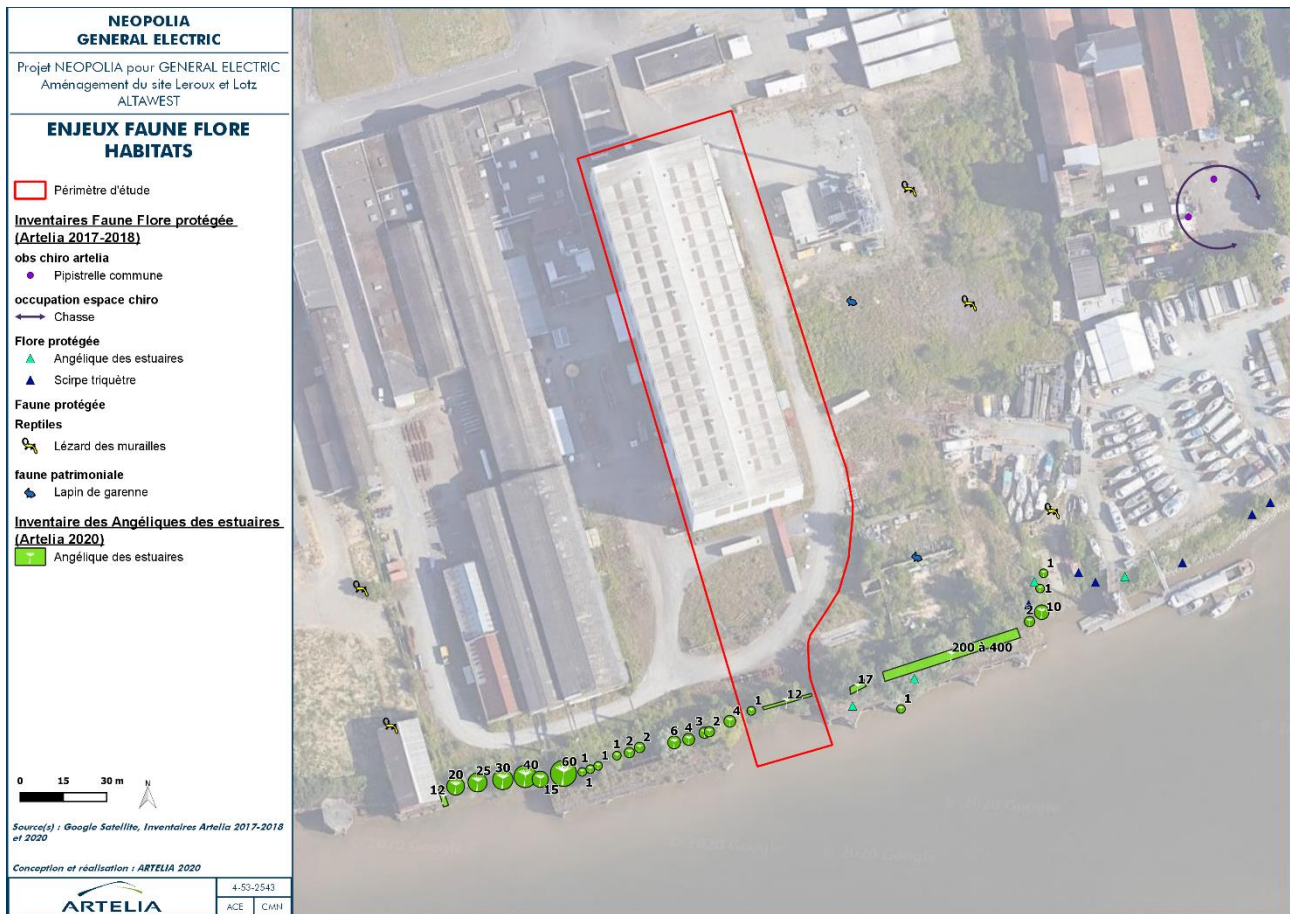 NEOPOLIA
GENERAL ELECTRIC
Projet NEOPOLIA pour GENERAL ELECTRIC
Aménagement du site Leroux et Lotz
ALTAWEST
ENJEUX FAUNE FLORE
HABITATS
Périmètre d'étude
Inventaires Faune Flore protégée
(Artelia 2017-2018)
obs chiro artelia
Pipistrelle commune
occupation espace chiro
Chasse
Flore protégée
Angélique des estuaires
Scirpe triquètre
Faune protégée
Reptiles
Lézard des murailles
faune patrimoniale
Lapin de garenne
Inventaire des Angéliques des estuaires
(Artelia 2020)
Angélique des estuaires
0 15 30 m
N
Source(s) : Google Satellite, Inventaires Artelia 2017-2018
et 2020
Conception et réalisation : ARTELIA 2020
ARTELIA
4-53-2543
ACE CMN
1
1
10
2
200 à 400
17
1
12
1
4
2
3
4
6
2
2
1
1
1
1
60
15
40
30
25
20
12